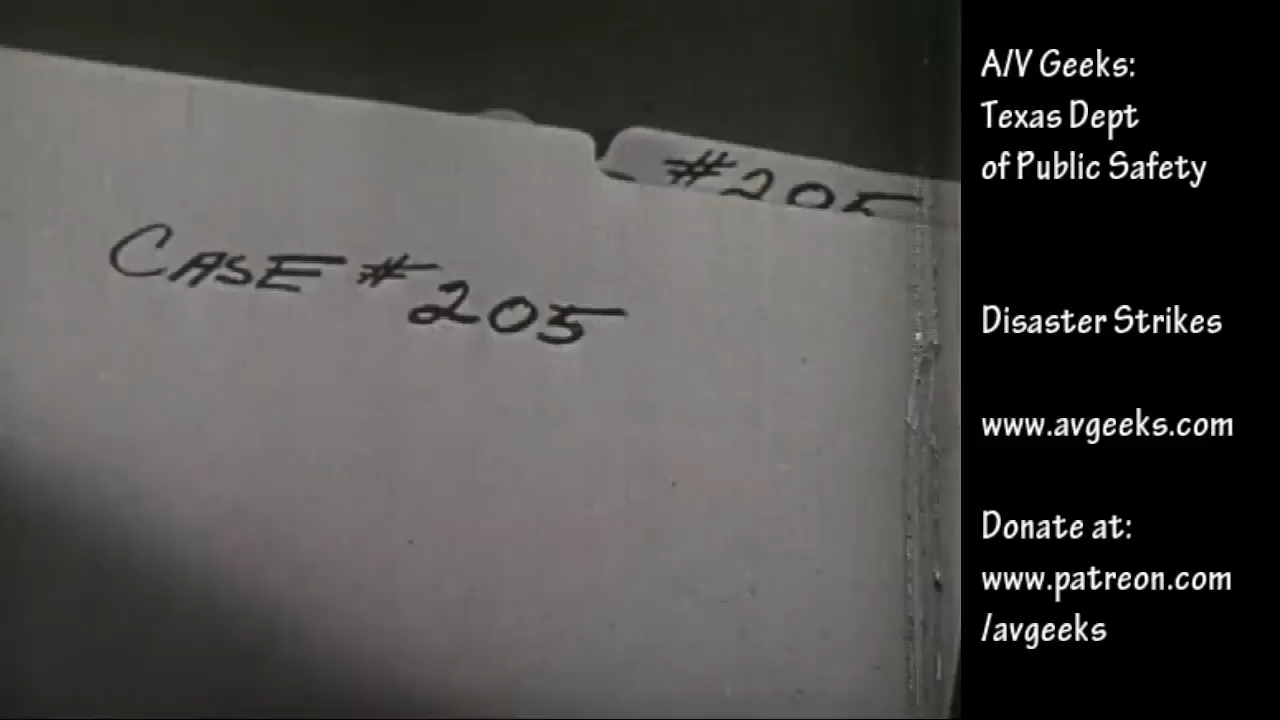 #205
CASE #205
A/V Geeks:
Texas Dept
of Public Safety
Disaster Strikes
www.avgeeks.com
Donate at:
www.patreon.com
/avgeeks